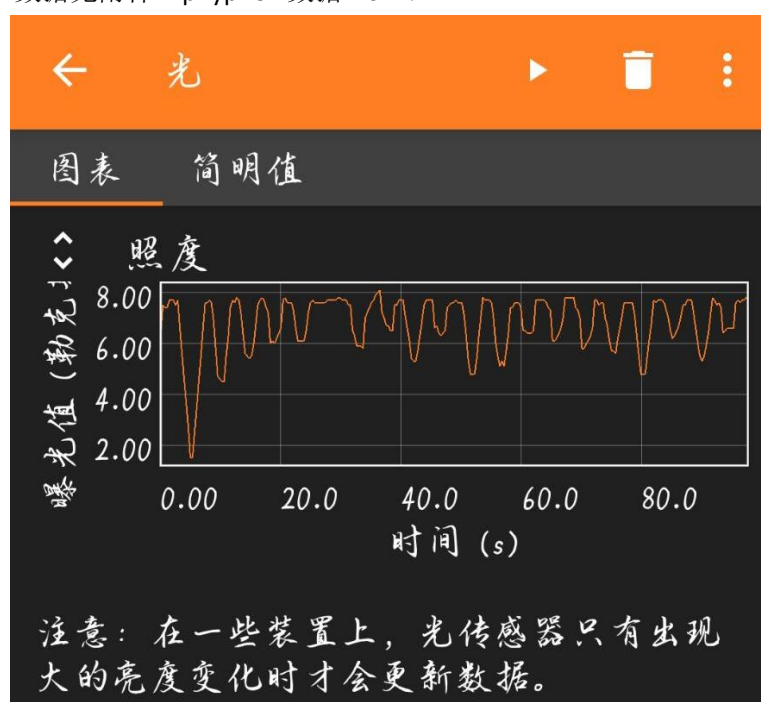 光
图表 简明值
照度
曝光值 (勒克
8.00
6.00
4.00
2.00
0.00 20.0 40.0 60.0 80.0
时间 (s)
注意: 在一些装置上, 光传感器只有出现
大的亮度变化时才会更新数据。